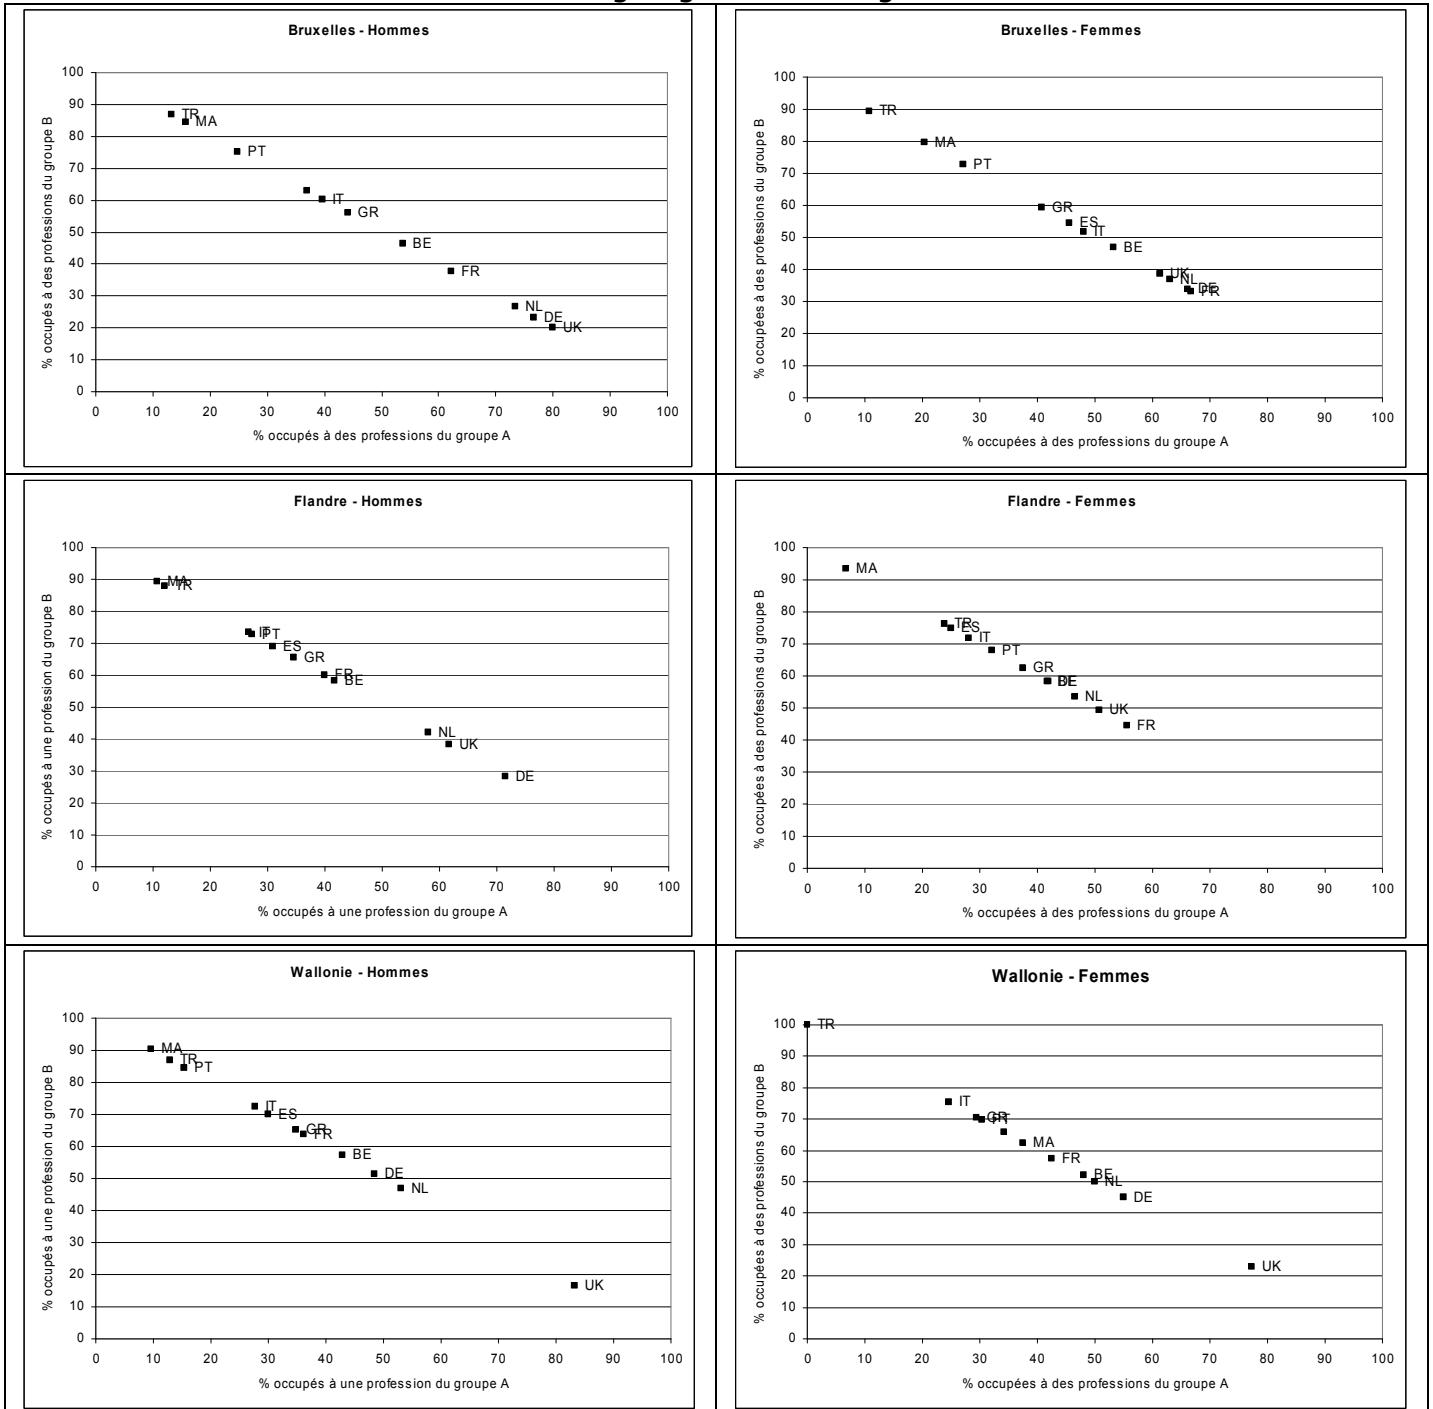 Bruxelles - Hommes
% occupés à des professions du groupe B
100
90
80
70
60
50
40
30
20
10
0
TR
MA
PT
IT
GR
BE
FR
NL
DE
UK
0 10 20 30 40 50 60 70 80 90 100
% occupés à des professions du groupe A
Bruxelles - Femmes
% occupées à des professions du groupe B
100
90
80
70
60
50
40
30
20
10
0
TR
MA
PT
GR
ES
IT
BE
UK
NL
DE
FR
0 10 20 30 40 50 60 70 80 90 100
% occupées à des professions du groupe A
Flandre - Hommes
% occupés à une profession du groupe B
100
90
80
70
60
50
40
30
20
10
0
MA
TR
IT
PT
ES
GR
FR
BE
NL
UK
DE
0 10 20 30 40 50 60 70 80 90 100
% occupés à une profession du groupe A
Flandre - Femmes
% occupées à des professions du groupe B
100
90
80
70
60
50
40
30
20
10
0
MA
TR
ES
IT
PT
GR
BE
DE
NL
UK
FR
0 10 20 30 40 50 60 70 80 90 100
% occupées à des professions du groupe A
Wallonie - Hommes
% occupés à une profession du groupe B
100
90
80
70
60
50
40
30
20
10
0
MA
TR
PT
IT
ES
GR
FR
BE
DE
NL
UK
0 10 20 30 40 50 60 70 80 90 100
% occupés à une profession du groupe A
Wallonie - Femmes
% occupées à des professions du groupe B
100
90
80
70
60
50
40
30
20
10
0
TR
IT
GR
PT
MA
FR
BE
NL
DE
UK
0 10 20 30 40 50 60 70 80 90 100
% occupées à des professions du groupe A